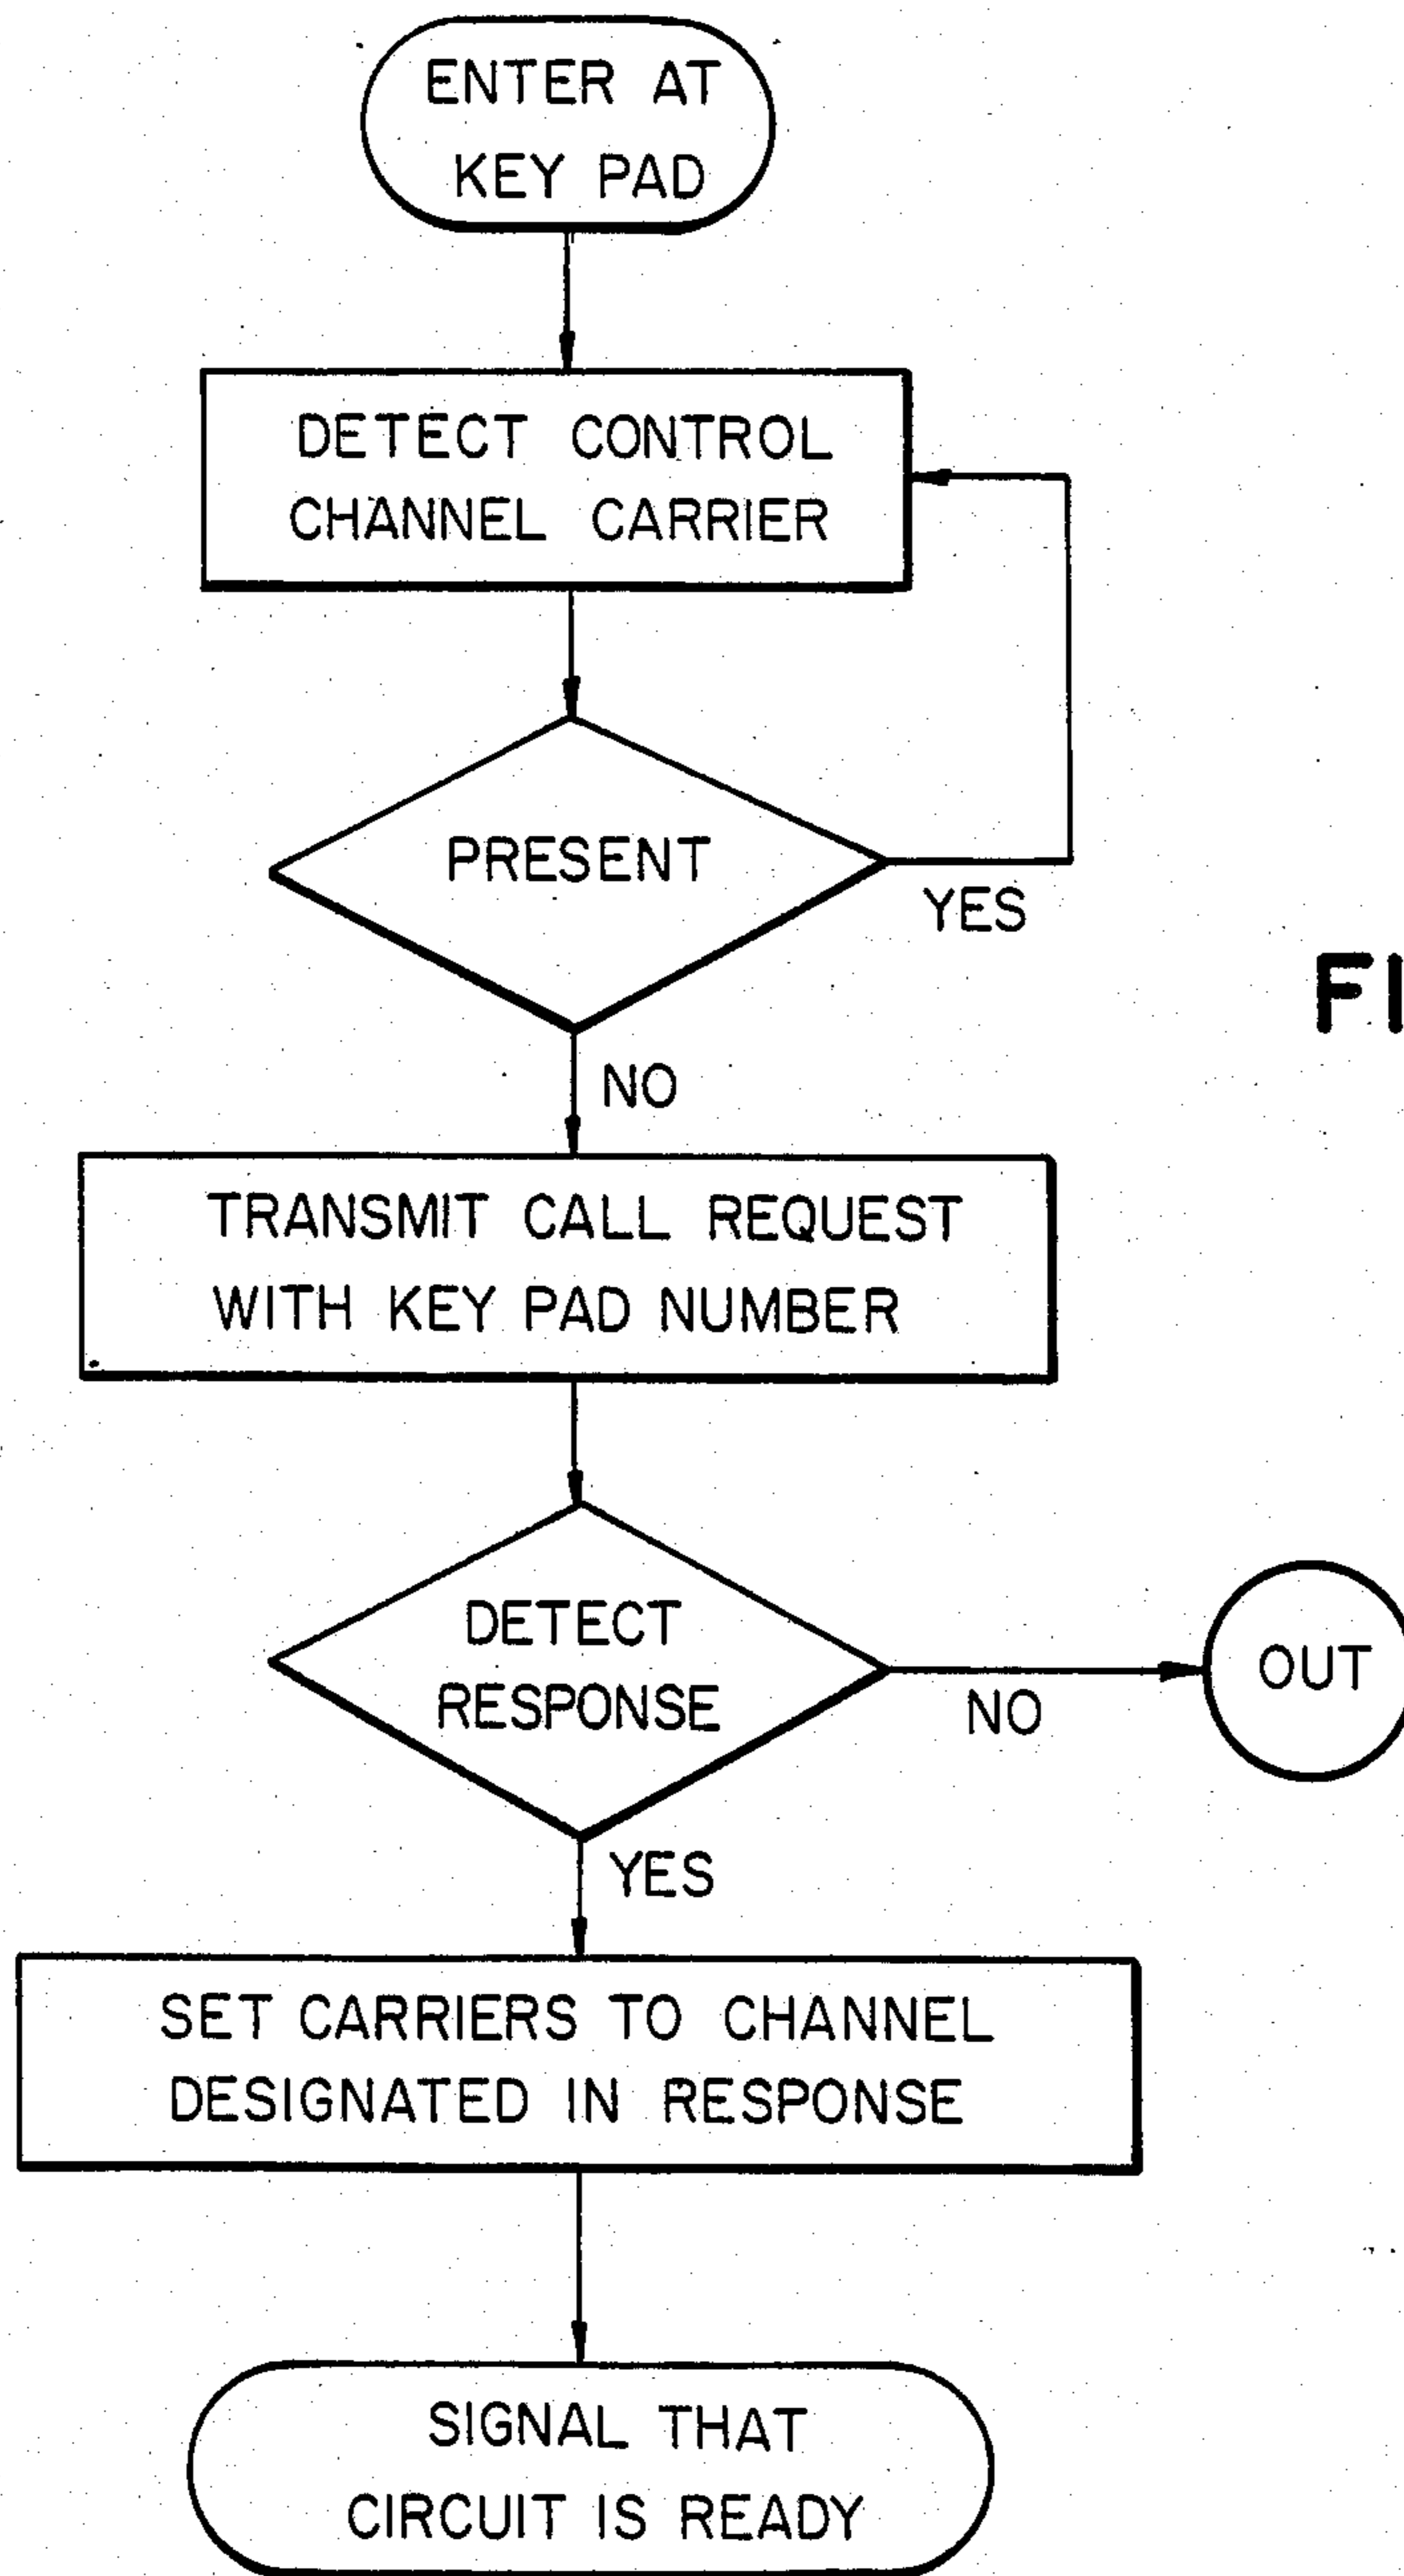 ENTER AT
KEY PAD
DETECT CONTROL
CHANNEL CARRIER
PRESENT
YES
NO
TRANSMIT CALL REQUEST
WITH KEY PAD NUMBER
DETECT
RESPONSE
NO
OUT
YES
SET CARRIERS TO CHANNEL
DESIGNATED IN RESPONSE
SIGNAL THAT
CIRCUIT IS READY